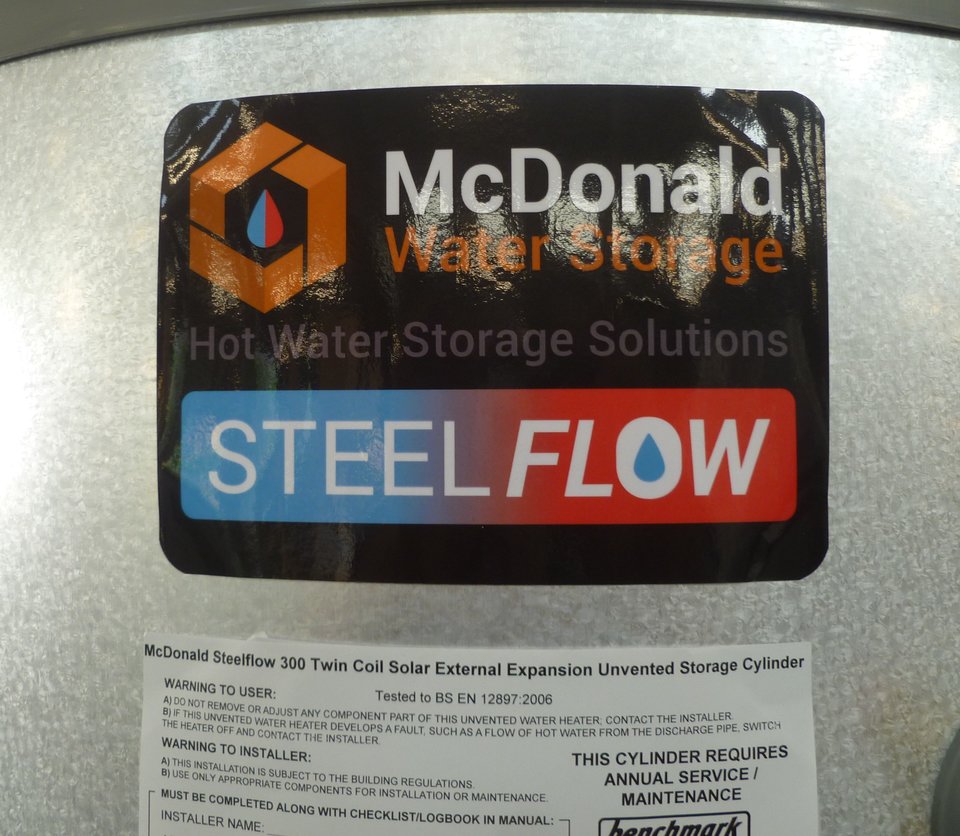 McDonald
Water Storage
Hot Water Storage Solutions
STEELFLOW
McDonald Steelflow 300 Twin Coil Solar External Expansion Unvented Storage Cylinder
Tested to BS EN 12897:2006
WARNING TO USER:
A) DO NOT REMOVE OR ADJUST ANY COMPONENT PART OF THIS UNVENTED WATER HEATER; CONTACT THE INSTALLER.
B) IF THIS UNVENTED WATER HEATER DEVELOPS A FAULT, SUCH AS A FLOW OF HOT WATER FROM THE DISCHARGE PIPE, SWITCH
THE HEATER OFF AND CONTACT THE INSTALLER.
WARNING TO INSTALLER:
A) THIS INSTALLATION IS SUBJECT TO THE BUILDING REGULATIONS.
B) USE ONLY APPROPRIATE COMPONENTS FOR INSTALLATION OR MAINTENANCE.
MUST BE COMPLETED ALONG WITH CHECKLIST/LOGBOOK IN MANUAL:
INSTALLER NAME:
THIS CYLINDER REQUIRES
ANNUAL SERVICE /
MAINTENANCE
benchmark